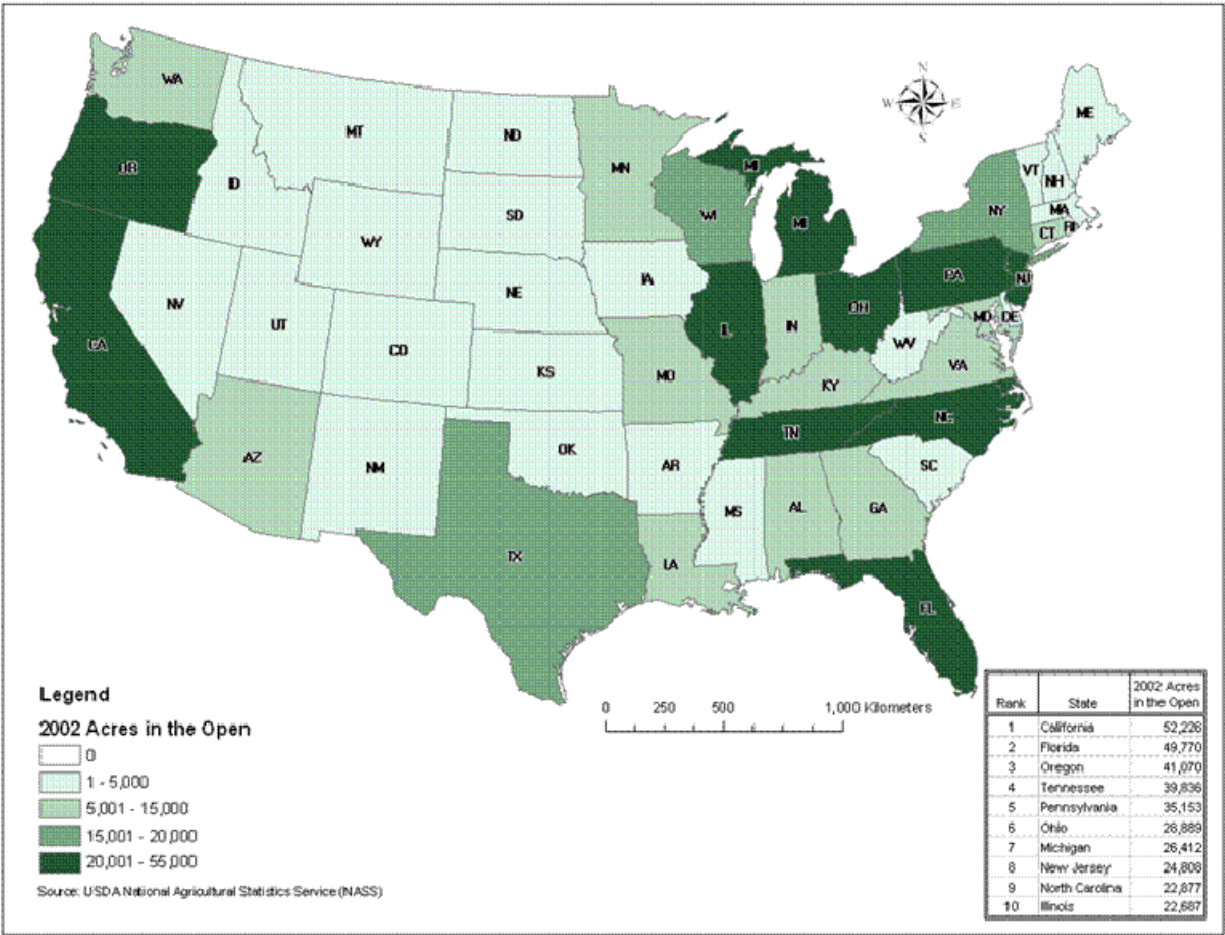 N
W E
S
WA
MT
ND
MN
ME
OR
ID
SD
WI
MI
MI
VT
NH
NY
MA
CT
RI
WY
IA
NE
PA
NJ
NV
UT
CO
KS
IL
IN
OH
MD
DE
WV
VA
KY
MO
CA
AZ
NM
OK
AR
TN
NC
SC
MS
AL
GA
TX
LA
FL
Legend
2002 Acres in the Open
0
1 - 5,000
5,001 - 15,000
15,001 - 20,000
20,001 - 55,000
Source: USDA National Agricultural Statistics Service (NASS)
0 250 500 1,000 Kilometers
Rank State 2002 Acres in the Open
1 California 52,226
2 Florida 49,770
3 Oregon 41,070
4 Tennessee 39,836
5 Pennsylvania 35,153
6 Ohio 26,889
7 Michigan 26,412
8 New Jersey 24,808
9 North Carolina 22,877
10 Illinois 22,687